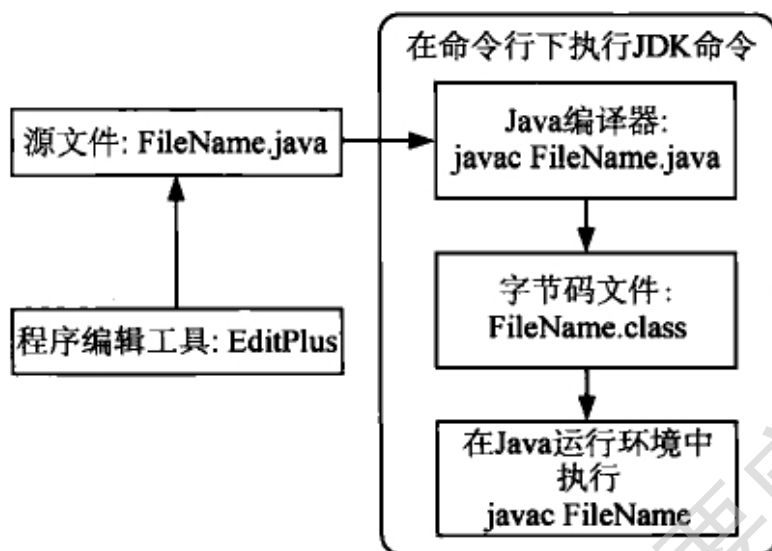 在命令行下执行JDK命令
源文件: FileName.java
Java编译器:
javac FileName.java
程序编辑工具: EditPlus
字节码文件:
FileName.class
在Java运行环境中
执行
javac FileName